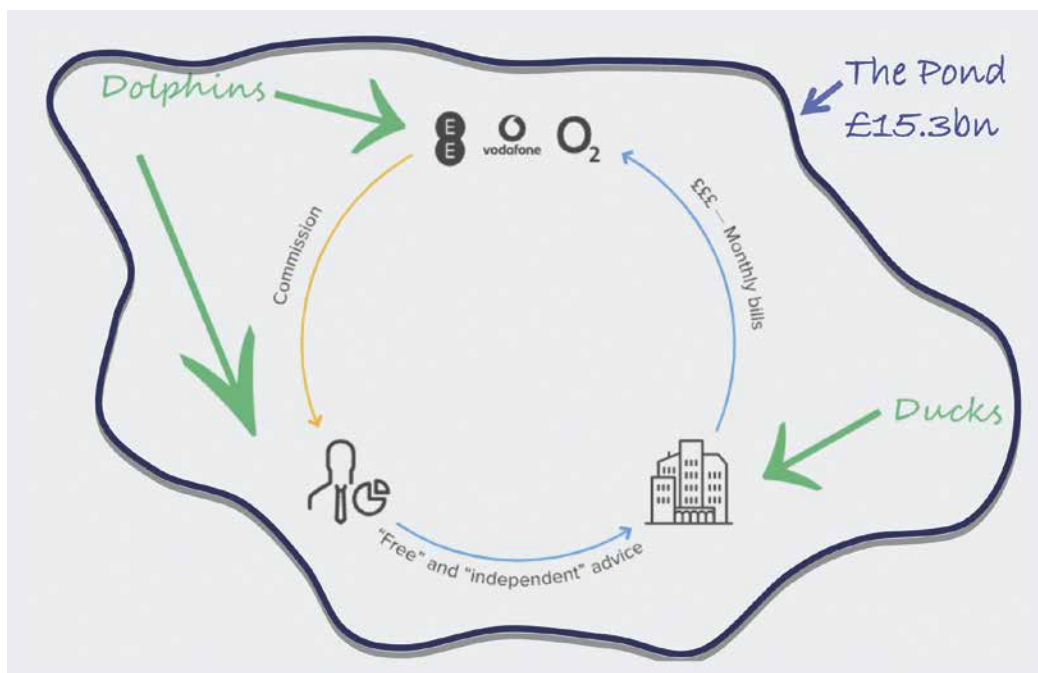 Dolphins
The Pond
£15.3bn
E
E
vodafone
O2
Commission
£££ — Monthly bills
Ducks
"Free" and "independent" advice